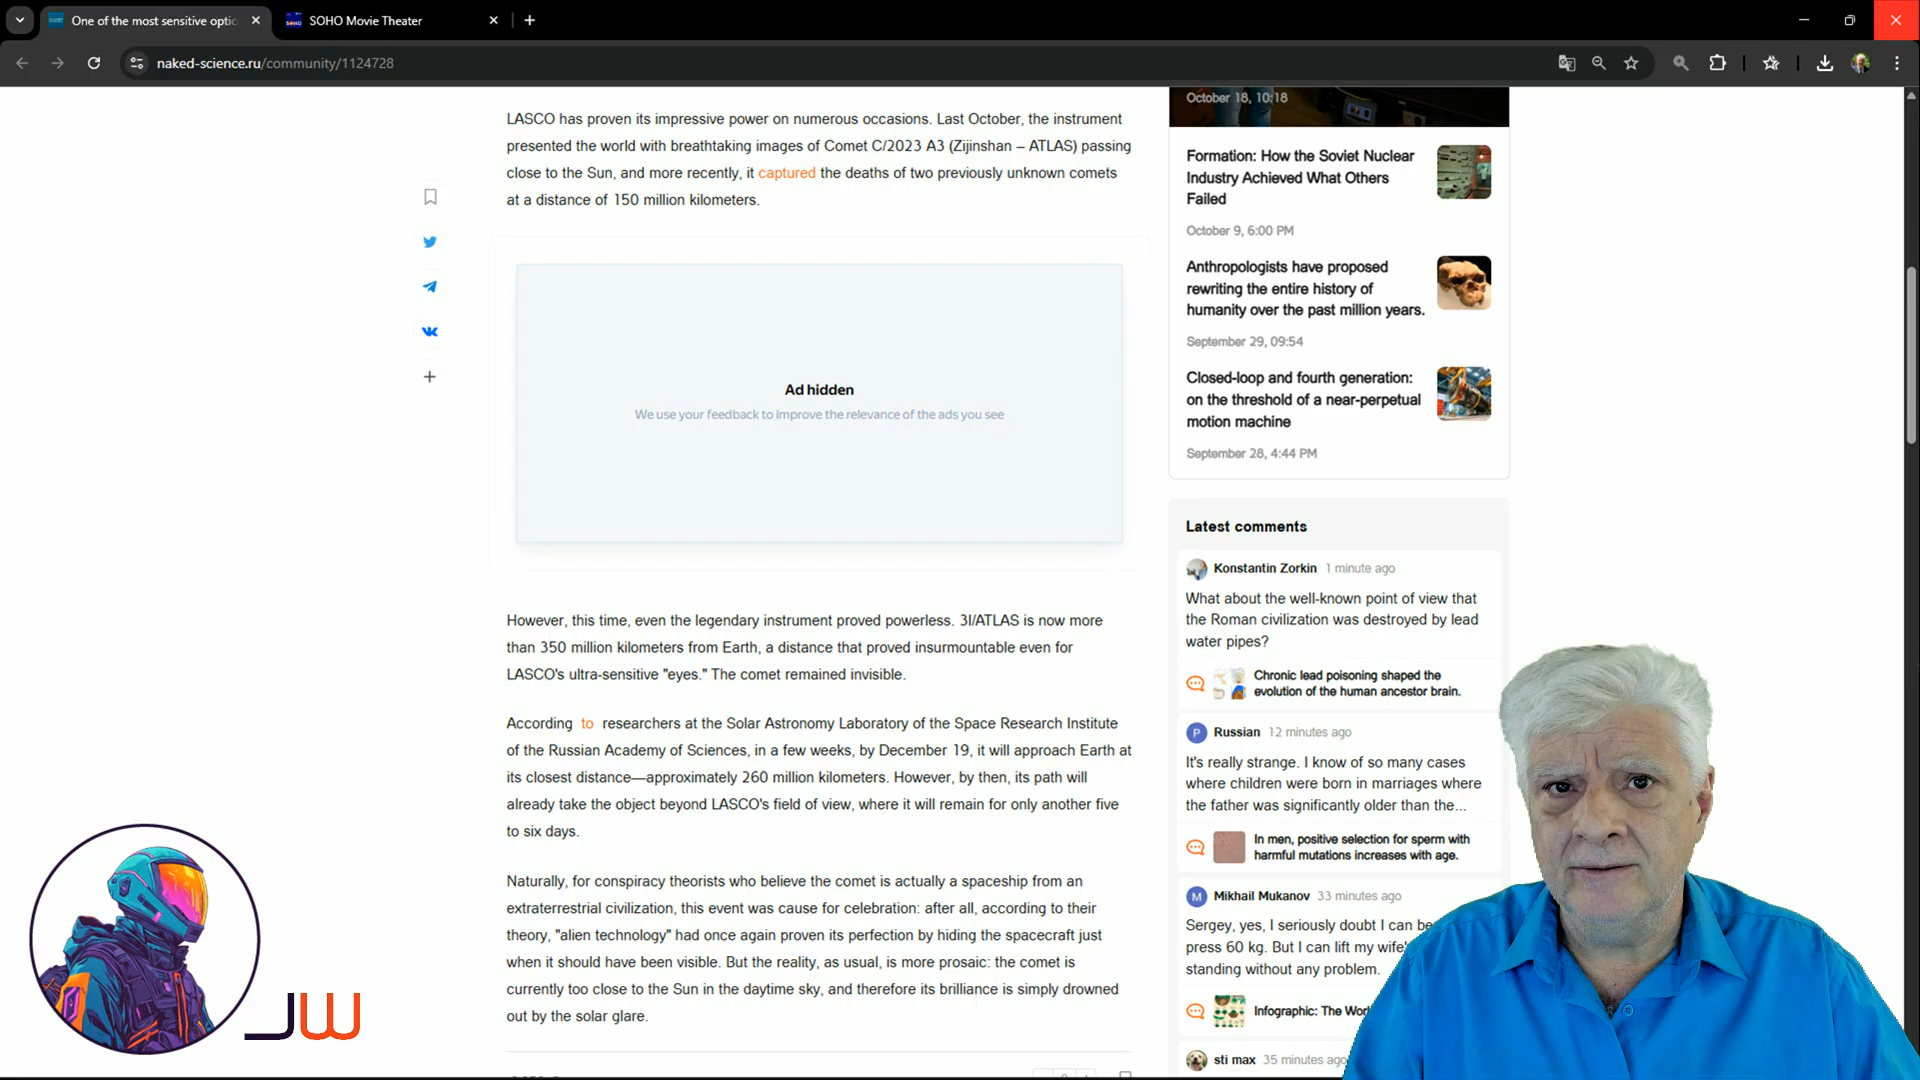 One of the most sensitive optic
SOHO Movie Theater
naked-science.ru/community/1124728
LASCO has proven its impressive power on numerous occasions. Last October, the instrument
presented the world with breathtaking images of Comet C/2023 A3 (Zijinshan – ATLAS) passing
close to the Sun, and more recently, it captured the deaths of two previously unknown comets
at a distance of 150 million kilometers.
Ad hidden
We use your feedback to improve the relevance of the ads you see
However, this time, even the legendary instrument proved powerless. 3I/ATLAS is now more
than 350 million kilometers from Earth, a distance that proved insurmountable even for
LASCO's ultra-sensitive "eyes." The comet remained invisible.
According to researchers at the Solar Astronomy Laboratory of the Space Research Institute
of the Russian Academy of Sciences, in a few weeks, by December 19, it will approach Earth at
its closest distance—approximately 260 million kilometers. However, by then, its path will
already take the object beyond LASCO's field of view, where it will remain for only another five
to six days.
Naturally, for conspiracy theorists who believe the comet is actually a spaceship from an
extraterrestrial civilization, this event was cause for celebration: after all, according to their
theory, "alien technology" had once again proven its perfection by hiding the spacecraft just
when it should have been visible. But the reality, as usual, is more prosaic: the comet is
currently too close to the Sun in the daytime sky, and therefore its brilliance is simply drowned
out by the solar glare.
October 18, 10:18
Formation: How the Soviet Nuclear
Industry Achieved What Others
Failed
October 9, 6:00 PM
Anthropologists have proposed
rewriting the entire history of
humanity over the past million years.
September 29, 09:54
Closed-loop and fourth generation:
on the threshold of a near-perpetual
motion machine
September 28, 4:44 PM
Latest comments
Konstantin Zorkin 1 minute ago
What about the well-known point of view that
the Roman civilization was destroyed by lead
water pipes?
Chronic lead poisoning shaped the
evolution of the human ancestor brain.
P Russian 12 minutes ago
It's really strange. I know of so many cases
where children were born in marriages where
the father was significantly older than the...
In men, positive selection for sperm with
harmful mutations increases with age.
M Mikhail Mukanov 33 minutes ago
Sergey, yes, I seriously doubt I can be
press 60 kg. But I can lift my wife'
standing without any problem.
Infographic: The Wor
sti max 35 minutes ago
JW